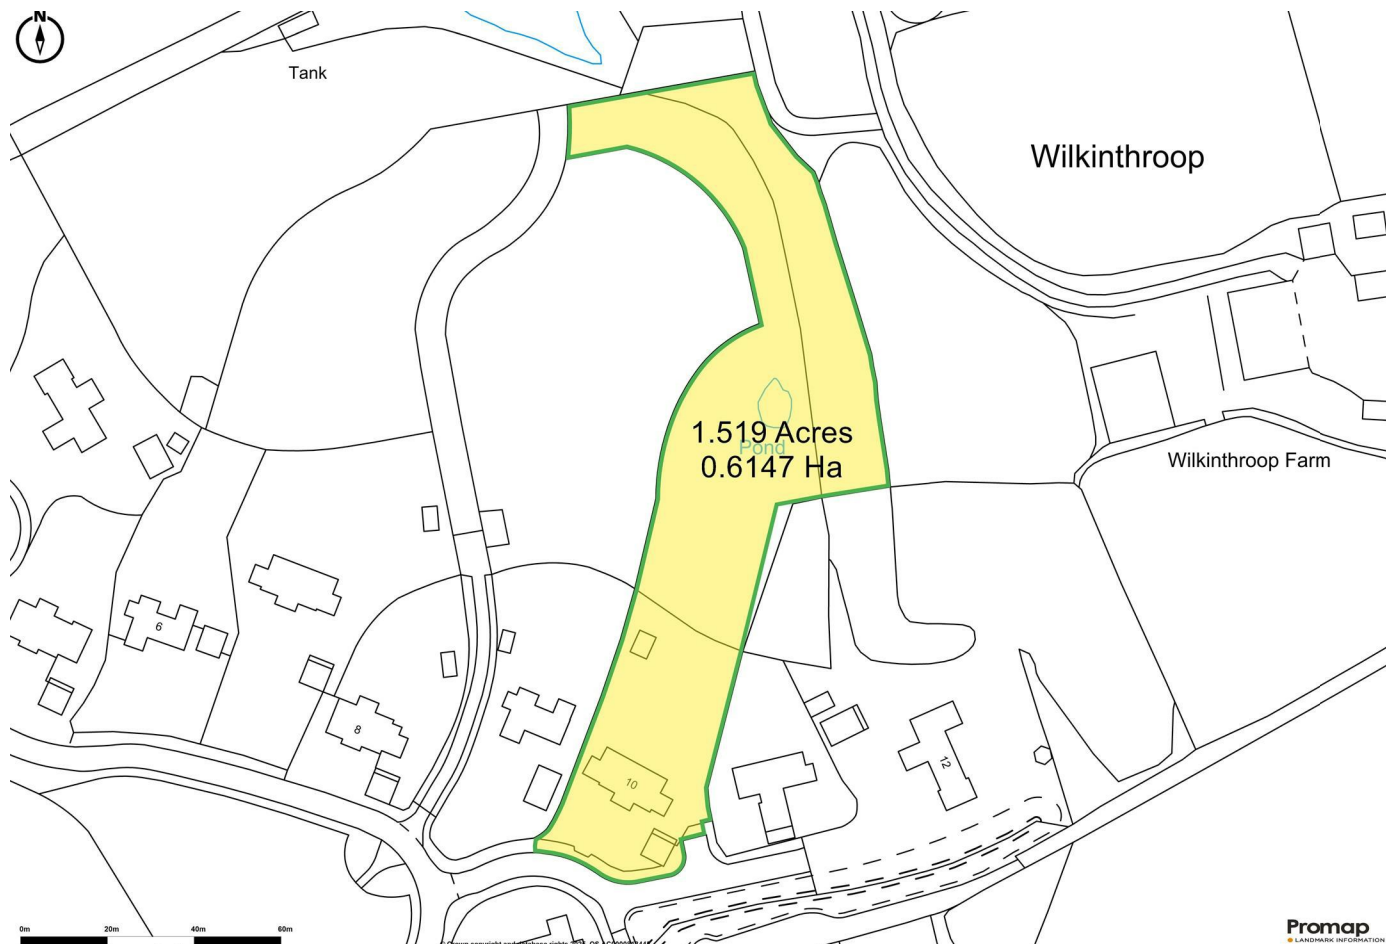 N
Tank
Wilkinthroop
1.519 Acres
Pond
0.6147 Ha
Wilkinthroop Farm
6
8
10
12
0m 20m 40m 60m
Promap
LANDMARK INFORMATION